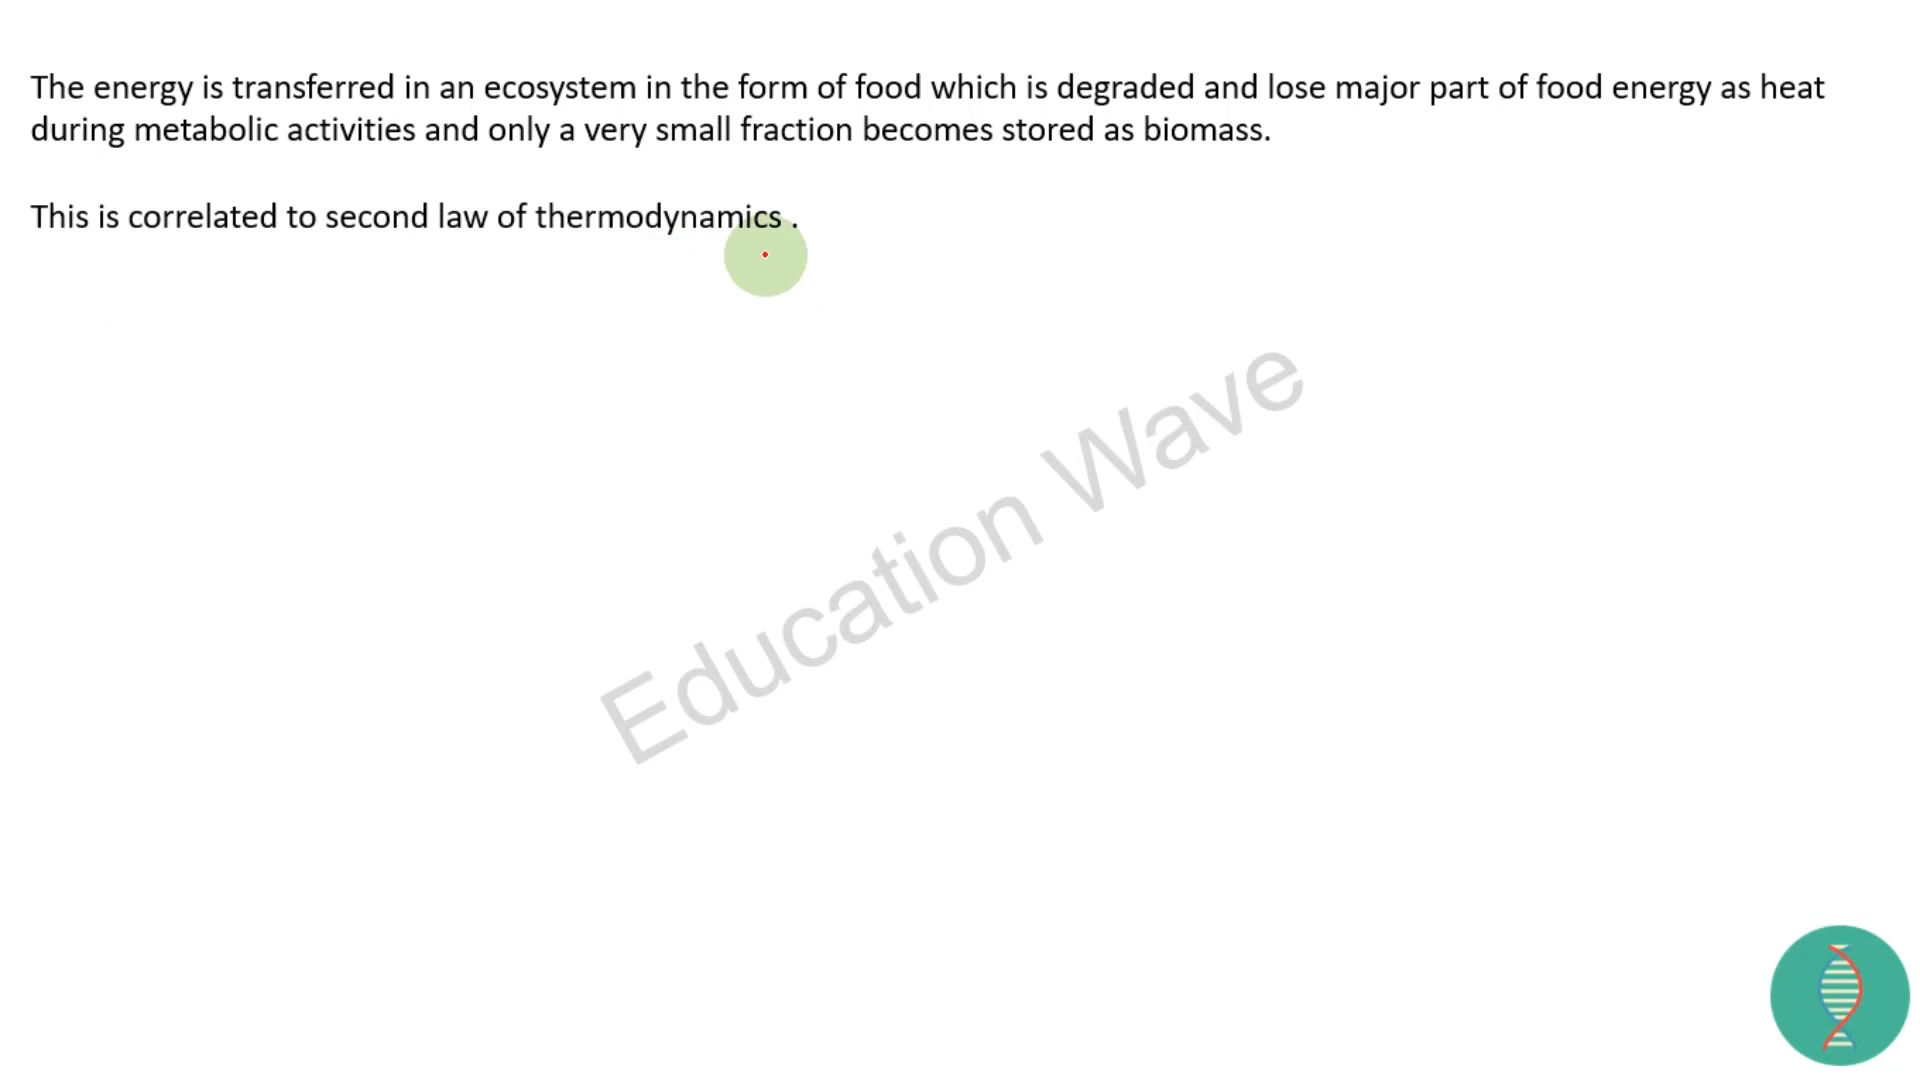 The energy is transferred in an ecosystem in the form of food which is degraded and lose major part of food energy as heat
during metabolic activities and only a very small fraction becomes stored as biomass.
This is correlated to second law of thermodynamics .
Education Wave